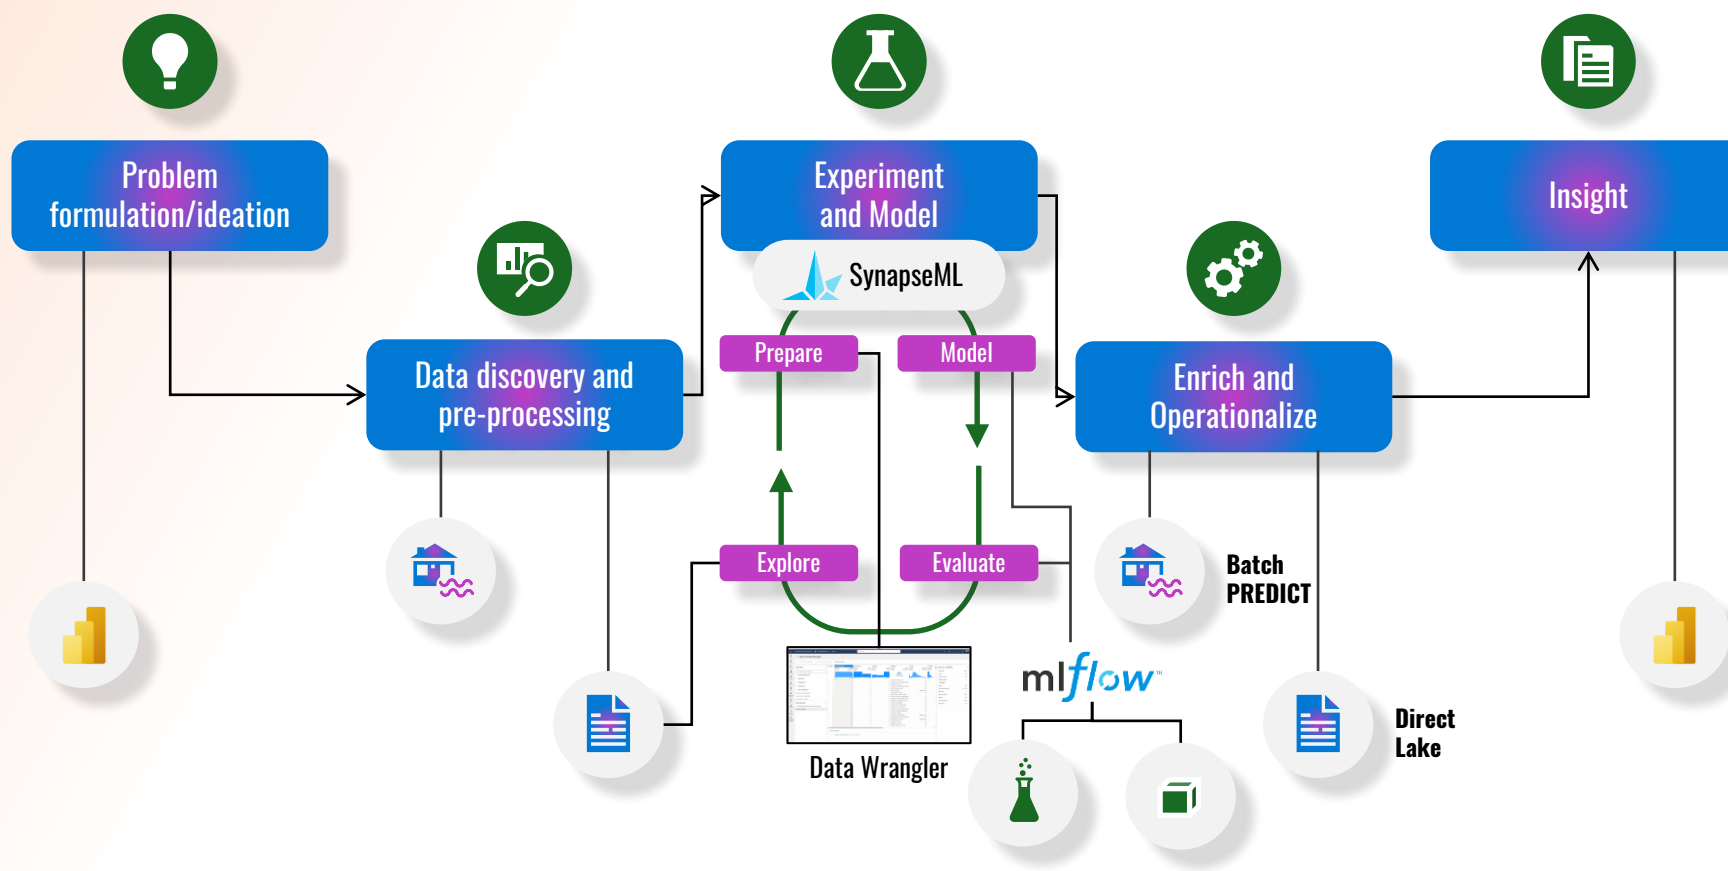 Problem
formulation/ideation
Experiment
and Model
Insight
SynapseML
Prepare
Model
Data discovery and
pre-processing
Enrich and
Operationalize
Explore
Evaluate
Batch
PREDICT
mlflow™
Direct
Lake
Data Wrangler